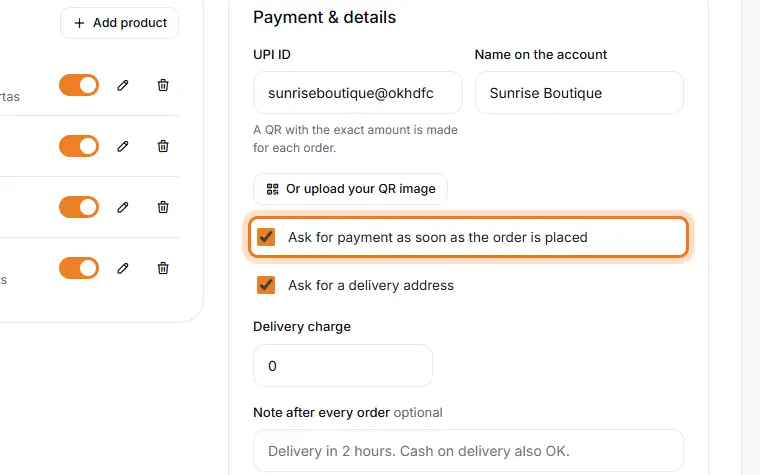 Add product
rtas
s
Payment & details
UPI ID
Name on the account
sunriseboutique@okhdfc
Sunrise Boutique
A QR with the exact amount is made
for each order.
Or upload your QR image
Ask for payment as soon as the order is placed
Ask for a delivery address
Delivery charge
0
Note after every order optional
Delivery in 2 hours. Cash on delivery also OK.